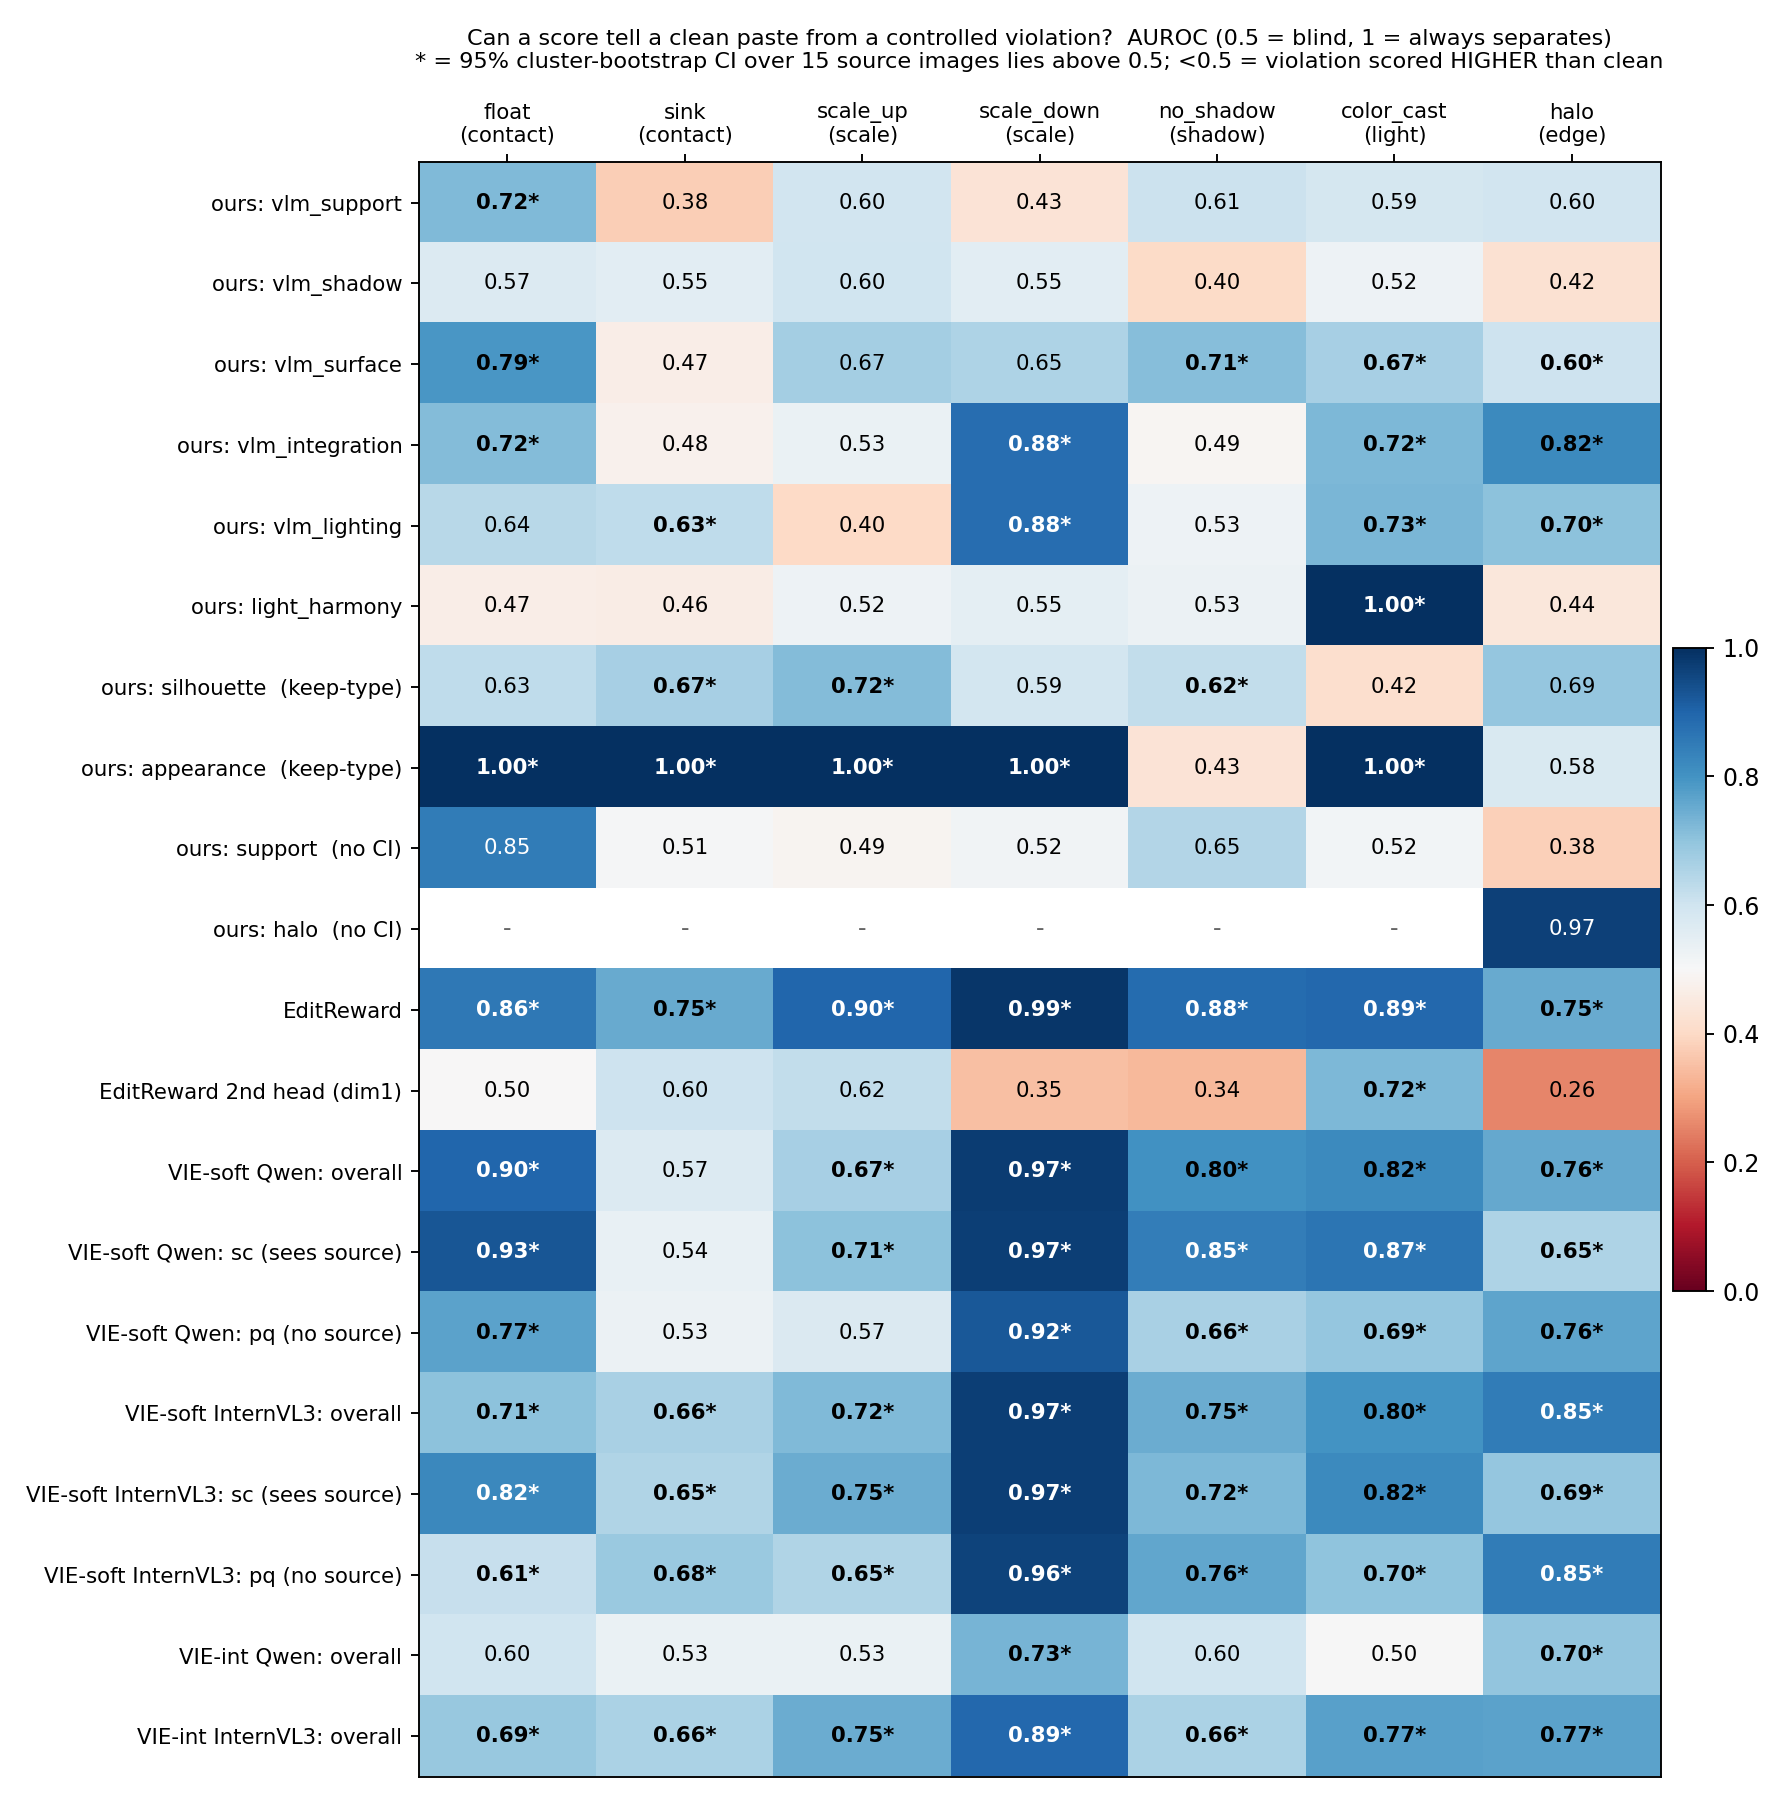 Can a score tell a clean paste from a controlled violation?  AUROC (0.5 = blind, 1 = always separates)
* = 95% cluster-bootstrap CI over 15 source images lies above 0.5; <0.5 = violation scored HIGHER than clean
float sink scale_up scale_down no_shadow color_cast halo
(contact) (contact) (scale) (scale) (shadow) (light) (edge)
ours: vlm_support 0.72* 0.38 0.60 0.43 0.61 0.59 0.60
ours: vlm_shadow 0.57 0.55 0.60 0.55 0.40 0.52 0.42
ours: vlm_surface 0.79* 0.47 0.67 0.65 0.71* 0.67* 0.60*
ours: vlm_integration 0.72* 0.48 0.53 0.88* 0.49 0.72* 0.82*
ours: vlm_lighting 0.64 0.63* 0.40 0.88* 0.53 0.73* 0.70*
ours: light_harmony 0.47 0.46 0.52 0.55 0.53 1.00* 0.44
ours: silhouette  (keep-type) 0.63 0.67* 0.72* 0.59 0.62* 0.42 0.69
ours: appearance  (keep-type) 1.00* 1.00* 1.00* 1.00* 0.43 1.00* 0.58
ours: support  (no CI) 0.85 0.51 0.49 0.52 0.65 0.52 0.38
ours: halo  (no CI) - - - - - - 0.97
EditReward 0.86* 0.75* 0.90* 0.99* 0.88* 0.89* 0.75*
EditReward 2nd head (dim1) 0.50 0.60 0.62 0.35 0.34 0.72* 0.26
VIE-soft Qwen: overall 0.90* 0.57 0.67* 0.97* 0.80* 0.82* 0.76*
VIE-soft Qwen: sc (sees source) 0.93* 0.54 0.71* 0.97* 0.85* 0.87* 0.65*
VIE-soft Qwen: pq (no source) 0.77* 0.53 0.57 0.92* 0.66* 0.69* 0.76*
VIE-soft InternVL3: overall 0.71* 0.66* 0.72* 0.97* 0.75* 0.80* 0.85*
VIE-soft InternVL3: sc (sees source) 0.82* 0.65* 0.75* 0.97* 0.72* 0.82* 0.69*
VIE-soft InternVL3: pq (no source) 0.61* 0.68* 0.65* 0.96* 0.76* 0.70* 0.85*
VIE-int Qwen: overall 0.60 0.53 0.53 0.73* 0.60 0.50 0.70*
VIE-int InternVL3: overall 0.69* 0.66* 0.75* 0.89* 0.66* 0.77* 0.77*
1.0
0.8
0.6
0.4
0.2
0.0